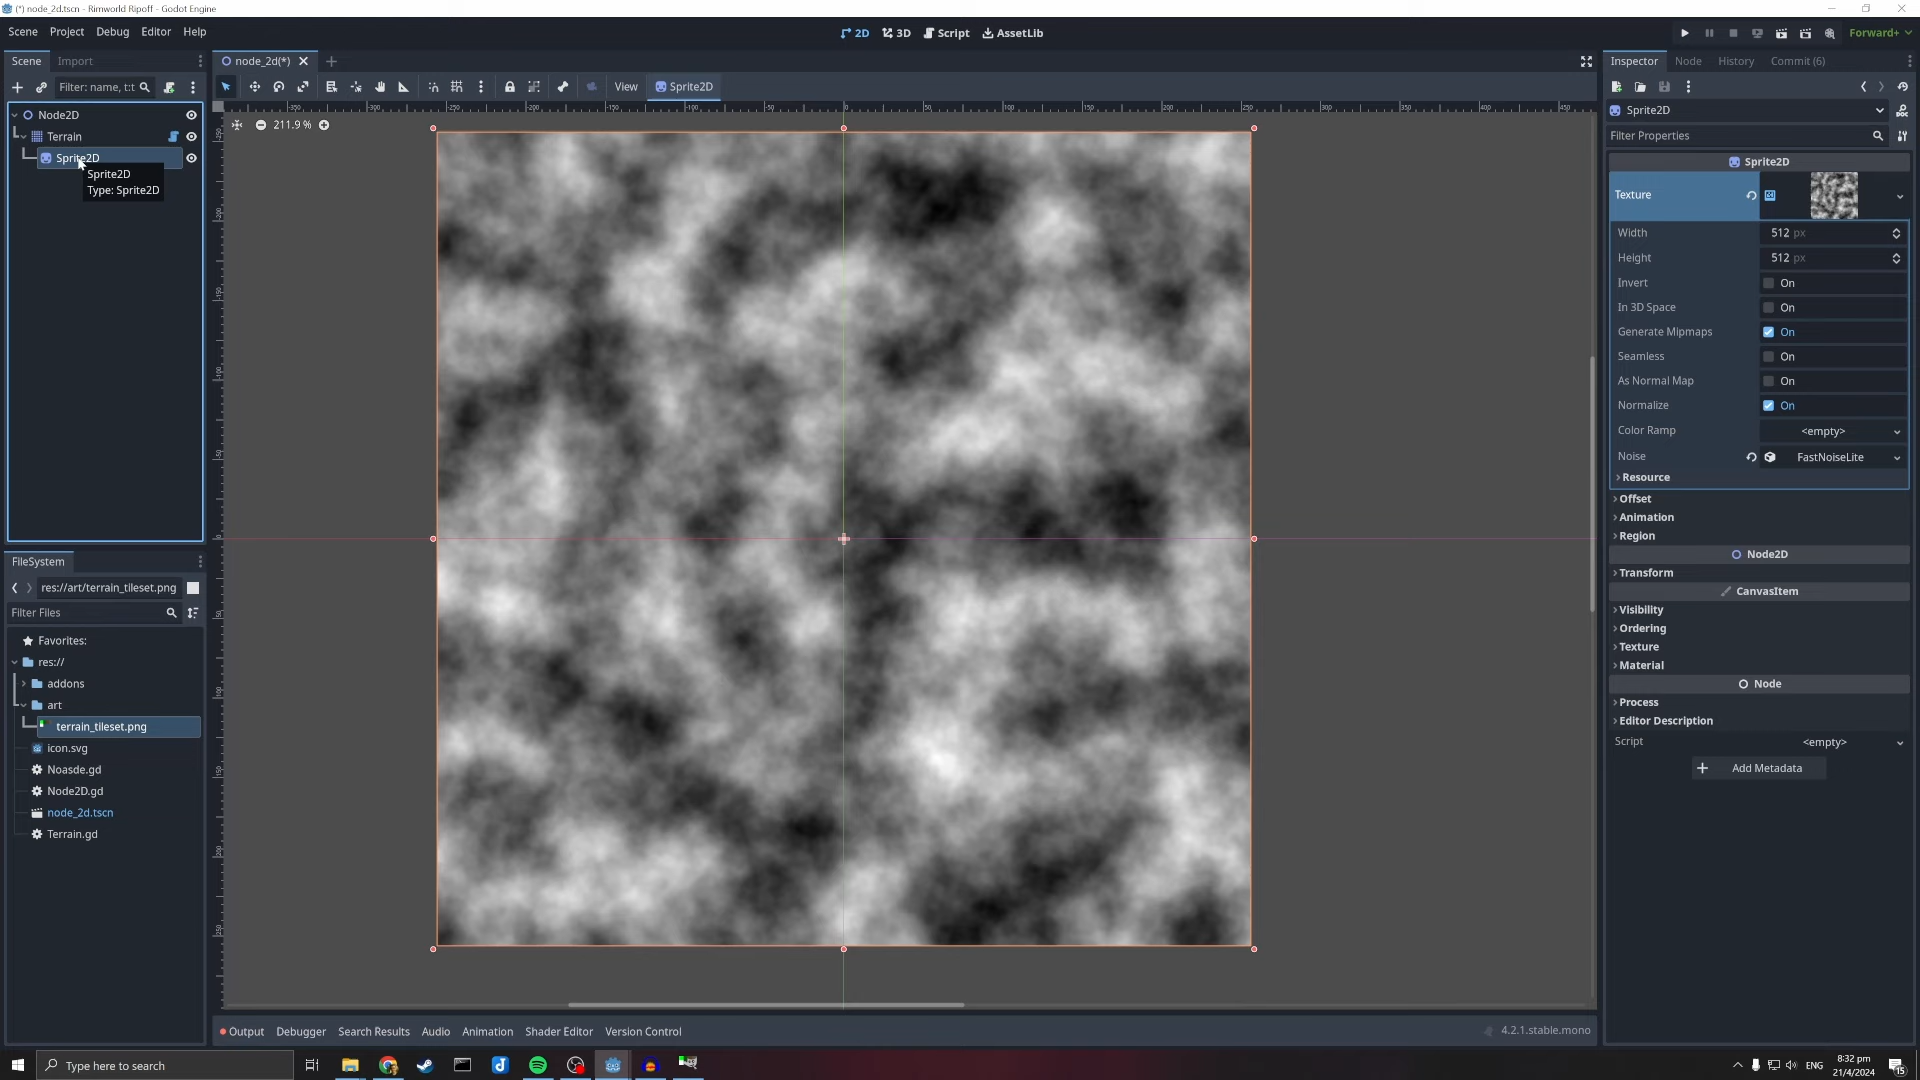 (*) node_2d.tscn - Rimworld Ripoff - Godot Engine
Scene Project Debug Editor Help
2D 3D Script AssetLib
Forward+
Scene Import
node_2d(*)
Inspector Node History Commit (6)
Filter: name, t:t
View Sprite2D
Node2D
Terrain
Sprite2D
Sprite2D
Type: Sprite2D
211.9 %
Sprite2D
Filter Properties
Sprite2D
Texture
Width 512 px
Height 512 px
Invert On
In 3D Space On
Generate Mipmaps On
Seamless On
As Normal Map On
Normalize On
Color Ramp <empty>
Noise FastNoiseLite
Resource
Offset
Animation
Region
Node2D
Transform
CanvasItem
Visibility
Ordering
Texture
Material
Node
Process
Editor Description
Script <empty>
Add Metadata
FileSystem
res://art/terrain_tileset.png
Filter Files
Favorites:
res://
addons
art
terrain_tileset.png
icon.svg
Noasde.gd
Node2D.gd
node_2d.tscn
Terrain.gd
Output Debugger Search Results Audio Animation Shader Editor Version Control
4.2.1.stable.mono
Type here to search
ENG
8:32 pm
21/4/2024
15